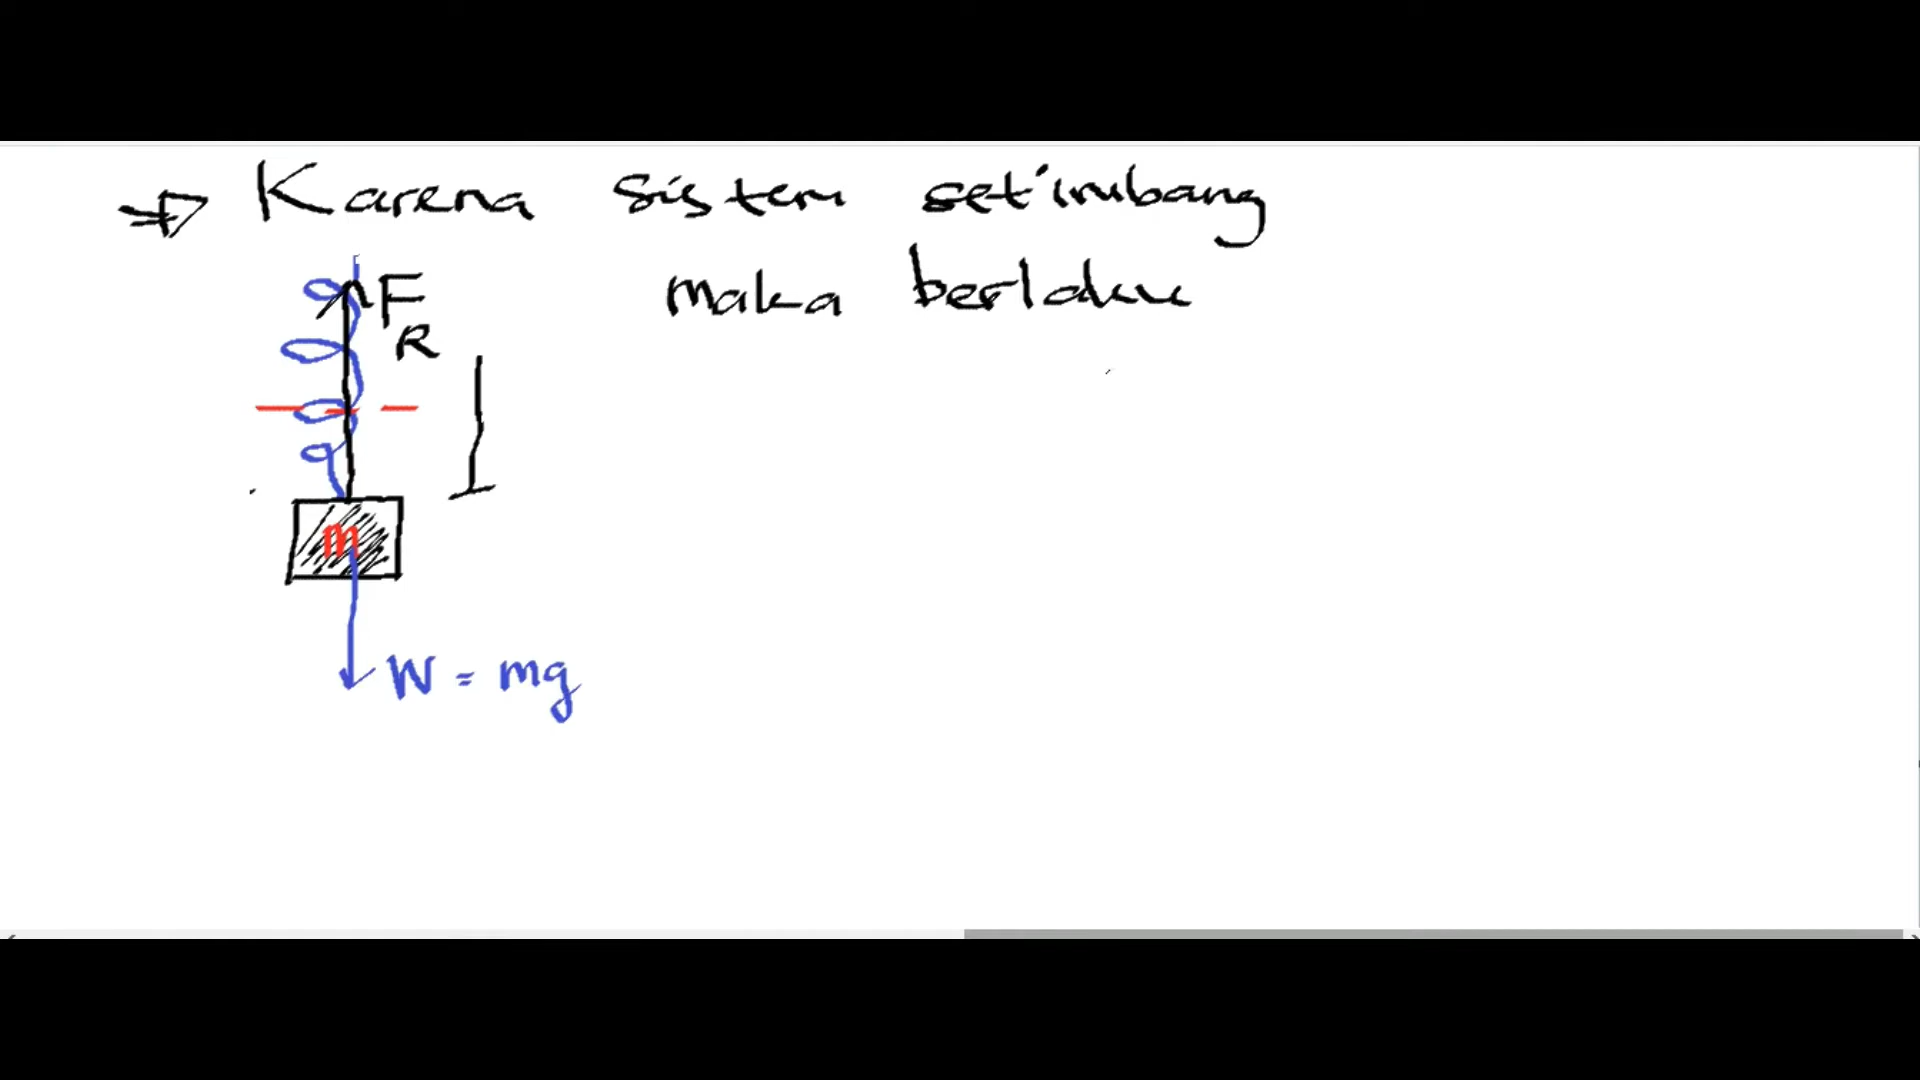 ⇒ Karena sistem setimbang
maka berlaku
F
R
m
W = mg